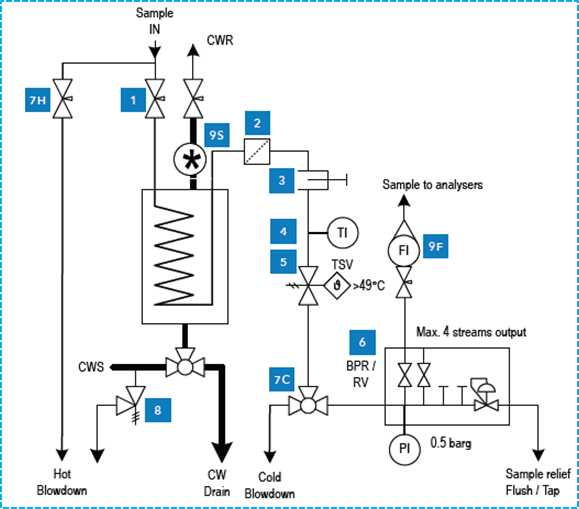 Sample
IN
CWR
7H
1
9S
2
3
Sample to analysers
4
TI
FI
9F
5
TSV
ϑ
>49°C
6
Max. 4 streams output
BPR /
RV
CWS
7C
8
PI
0.5 barg
Hot
Blowdown
CW
Drain
Cold
Blowdown
Sample relief
Flush / Tap